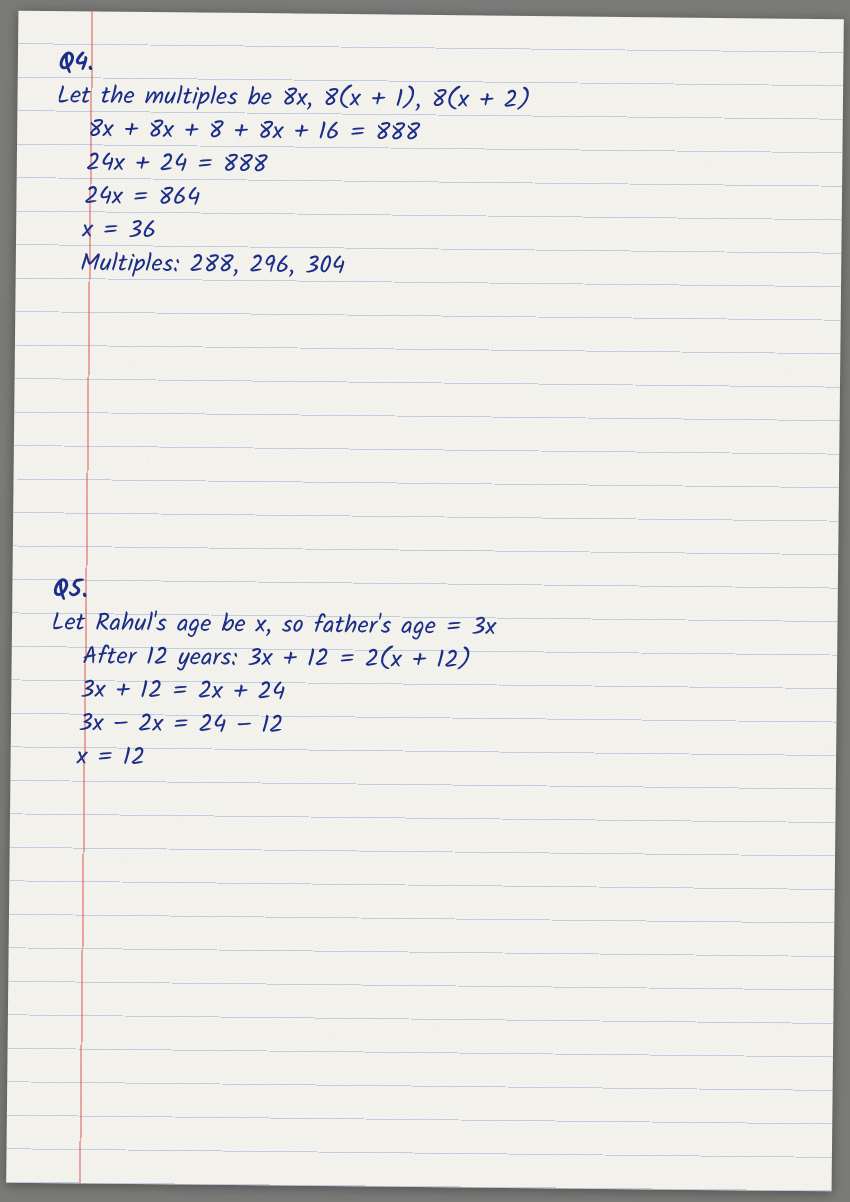 Q4.
Let the multiples be 8x, 8(x + 1), 8(x + 2)
8x + 8x + 8 + 8x + 16 = 888
24x + 24 = 888
24x = 864
x = 36
Multiples: 288, 296, 304
Q5.
Let Rahul's age be x, so father's age = 3x
After 12 years: 3x + 12 = 2(x + 12)
3x + 12 = 2x + 24
3x − 2x = 24 − 12
x = 12